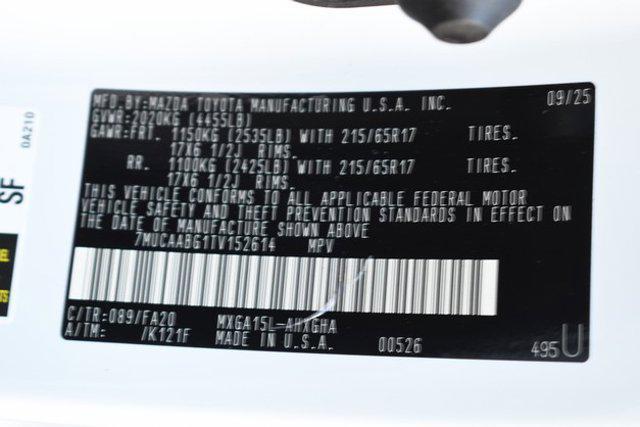 MFD.BY:MAZDA TOYOTA MANUFACTURING U.S.A. INC. 09/25
GVWR:2020KG (4455LB)
GAWR:FRT. 1150KG (2535LB) WITH 215/65R17 TIRES.
17X6 1/2J RIMS.
RR. 1100KG (2425LB) WITH 215/65R17 TIRES.
17X6 1/2J RIMS.
THIS VEHICLE CONFORMS TO ALL APPLICABLE FEDERAL MOTOR
VEHICLE SAFETY AND THEFT PREVENTION STANDARDS IN EFFECT ON
THE DATE OF MANUFACTURE SHOWN ABOVE
7MUCAABG1TV152614 MPV
C/TR:089/FA20 MXGA15L-AHXGHA
A/TM: /K121F MADE IN U.S.A. 00526 495U
0A210
SF